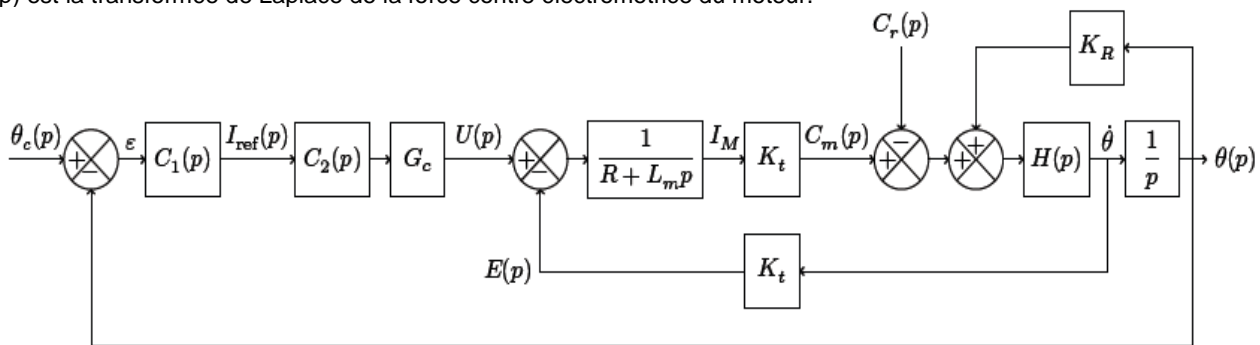 p) est la transformée de Laplace de la force contre électromotrice du moteur.
C_r(p)
K_R
θ_c(p) + − ε C_1(p) I_ref(p) C_2(p) G_c U(p) + − 1/(R + L_m p) I_M K_t C_m(p) − + + + H(p) θ̇ 1/p θ(p)
E(p) K_t